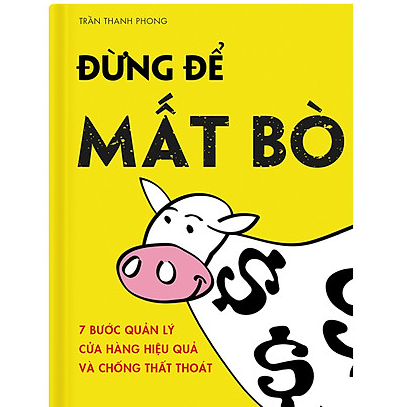 TRẦN THANH PHONG
ĐỪNG ĐỂ
MẤT BÒ
$ $
$
7 BƯỚC QUẢN LÝ
CỬA HÀNG HIỆU QUẢ
VÀ CHỐNG THẤT THOÁT